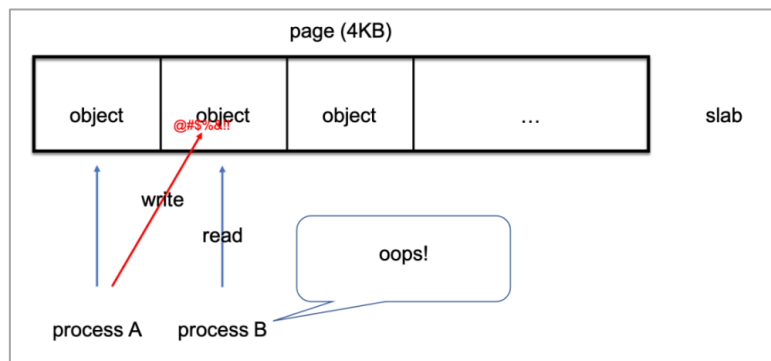 page (4KB)
object
object
object
...
slab
@#$%&!!
write
read
oops!
process A
process B